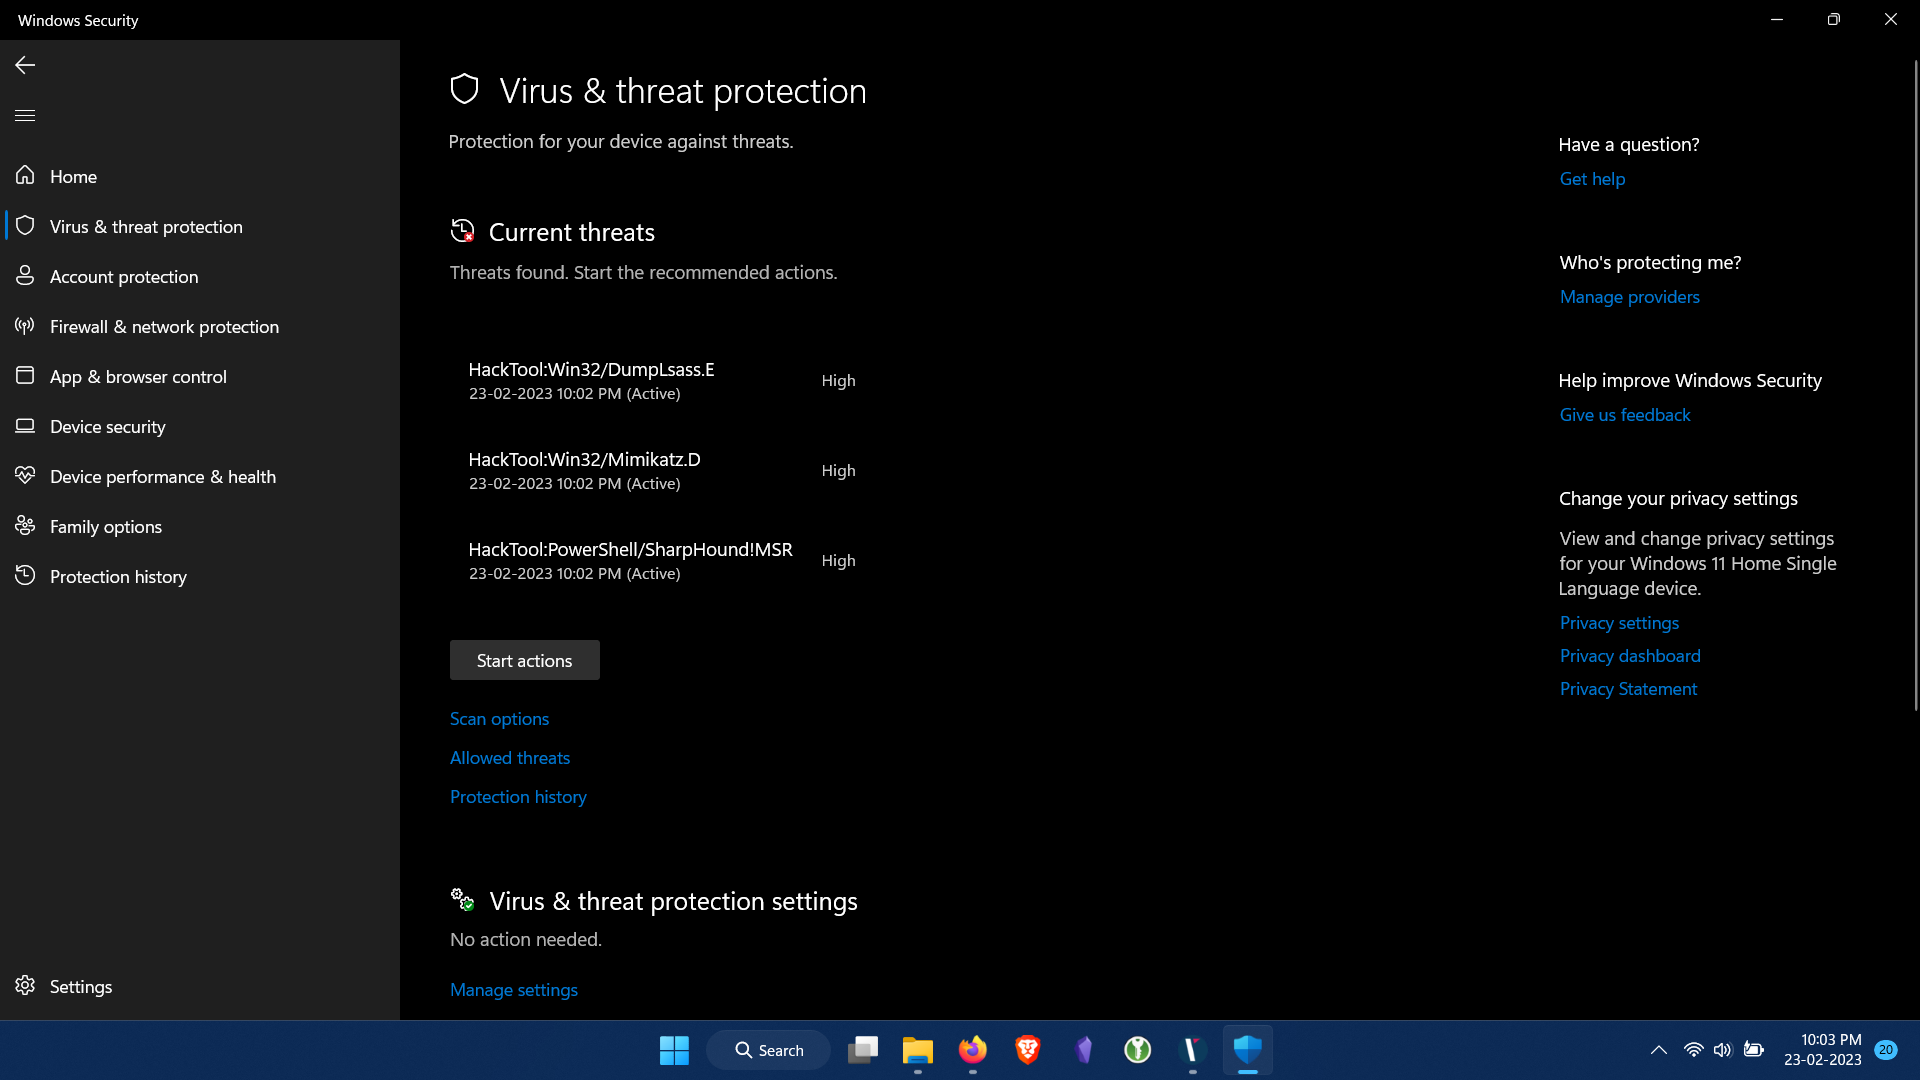 Windows Security
Home
Virus & threat protection
Account protection
Firewall & network protection
App & browser control
Device security
Device performance & health
Family options
Protection history
Settings
Virus & threat protection
Protection for your device against threats.
Current threats
Threats found. Start the recommended actions.
HackTool:Win32/DumpLsass.E
23-02-2023 10:02 PM (Active)
High
HackTool:Win32/Mimikatz.D
23-02-2023 10:02 PM (Active)
High
HackTool:PowerShell/SharpHound!MSR
23-02-2023 10:02 PM (Active)
High
Start actions
Scan options
Allowed threats
Protection history
Virus & threat protection settings
No action needed.
Manage settings
Have a question?
Get help
Who's protecting me?
Manage providers
Help improve Windows Security
Give us feedback
Change your privacy settings
View and change privacy settings
for your Windows 11 Home Single
Language device.
Privacy settings
Privacy dashboard
Privacy Statement
Search
10:03 PM
23-02-2023
20